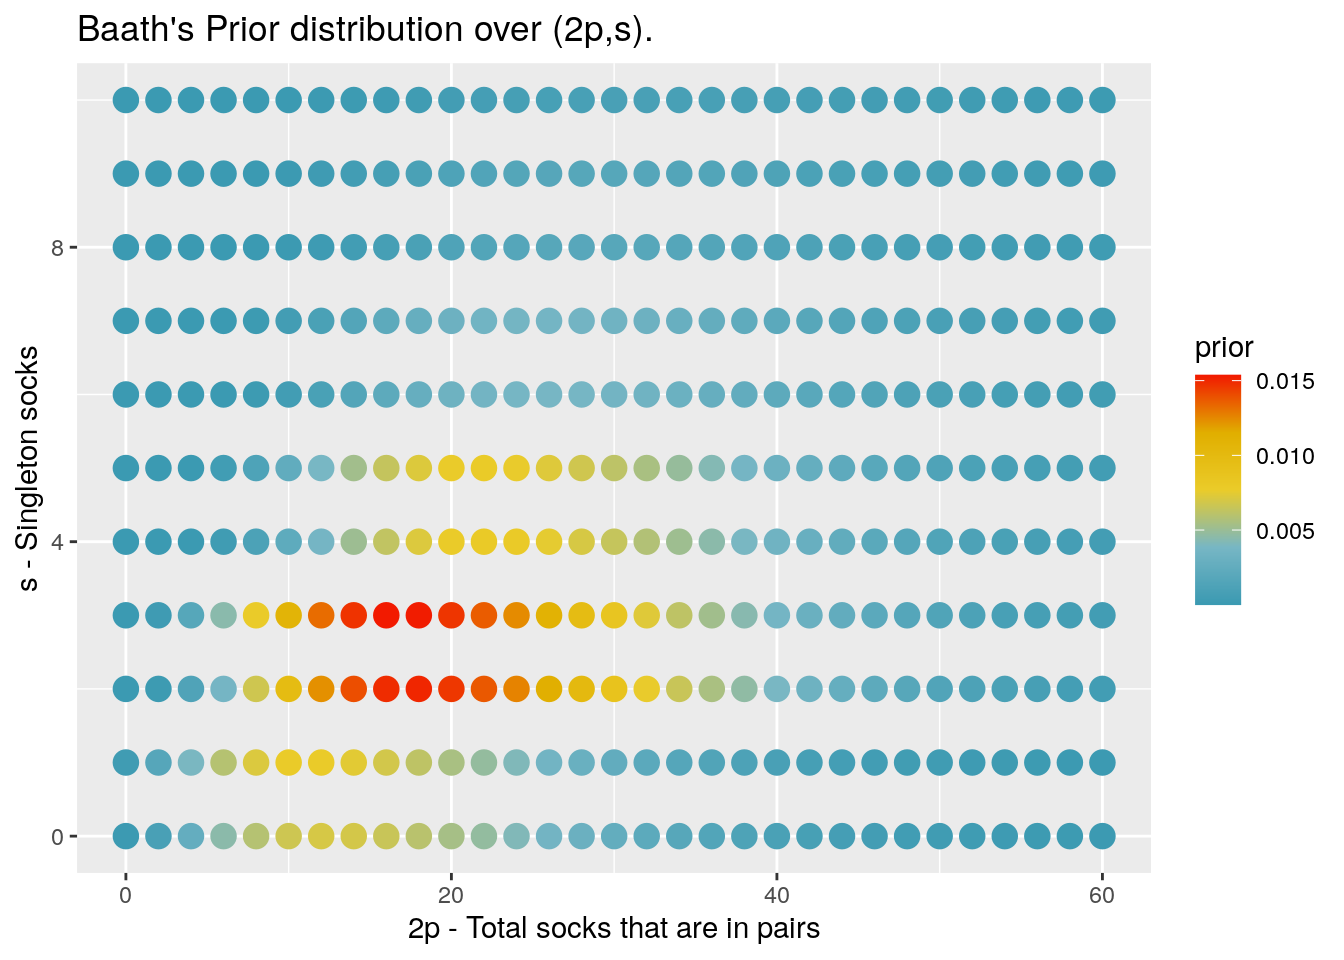 Baath's Prior distribution over (2p,s).
s - Singleton socks
8
4
0
0
20
40
60
2p - Total socks that are in pairs
prior
0.015
0.010
0.005